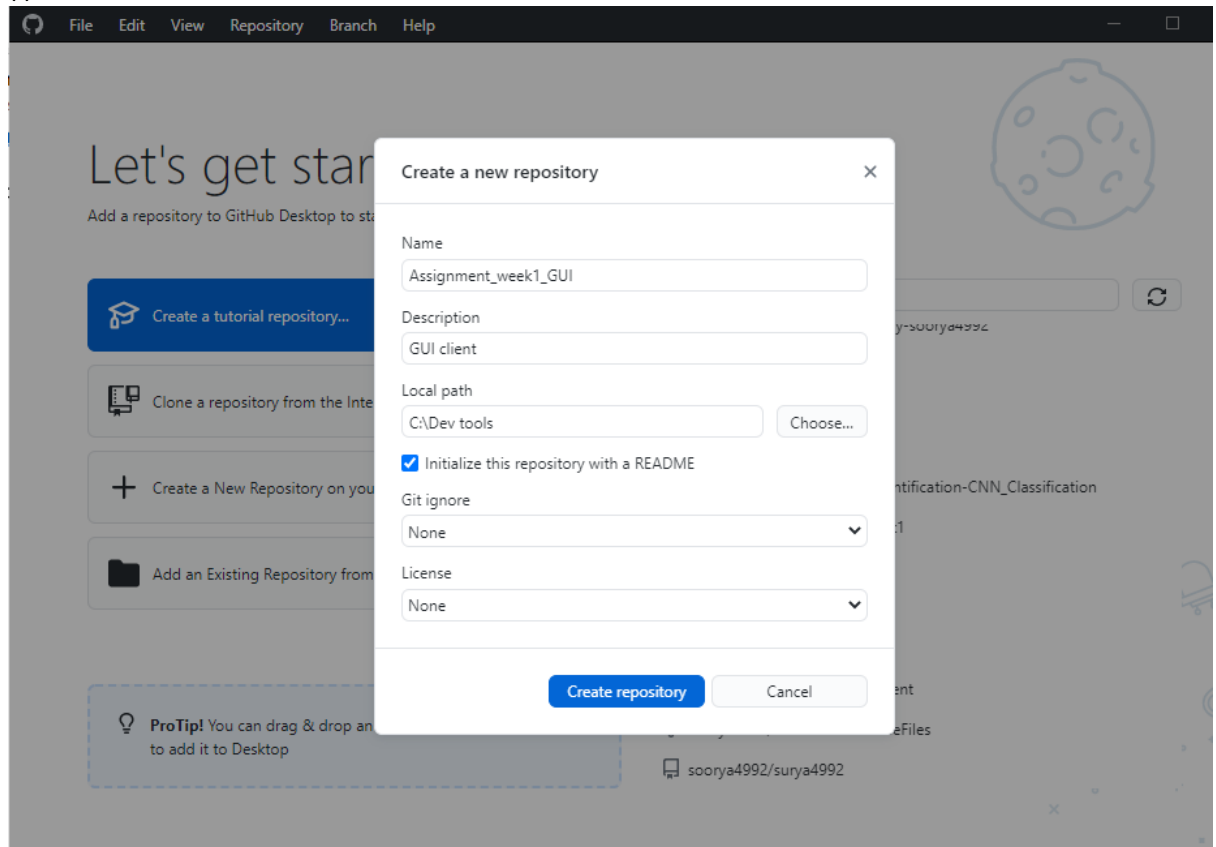 File Edit View Repository Branch Help
Let's get star
Add a repository to GitHub Desktop to sta
Create a tutorial repository...
Clone a repository from the Inte
Create a New Repository on you
Add an Existing Repository from
ProTip! You can drag & drop an
to add it to Desktop
Create a new repository
Name
Assignment_week1_GUI
Description
GUI client
Local path
C:\Dev tools
Choose...
Initialize this repository with a README
Git ignore
None
License
None
Create repository
Cancel
y-soorya4992
ntification-CNN_Classification
:1
ent
eFiles
soorya4992/surya4992